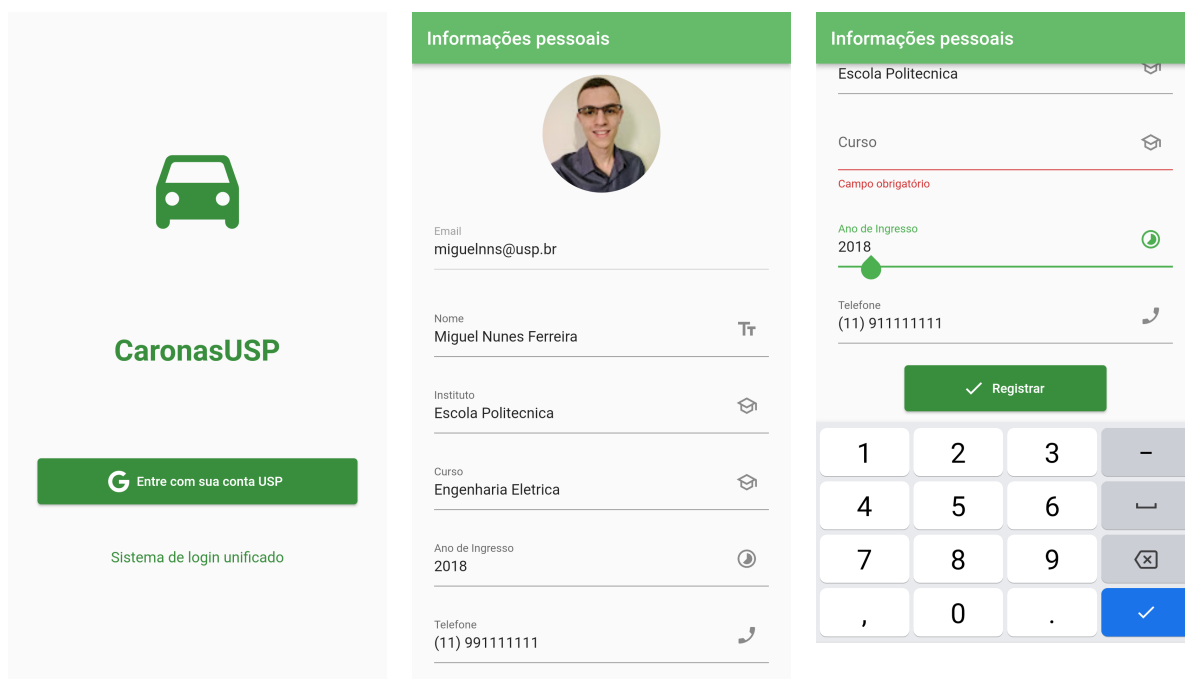 CaronasUSP
Entre com sua conta USP
Sistema de login unificado
Informações pessoais
Email
miguelnns@usp.br
Nome
Miguel Nunes Ferreira
Instituto
Escola Politecnica
Curso
Engenharia Eletrica
Ano de Ingresso
2018
Telefone
(11) 991111111
Informações pessoais
Escola Politecnica
Curso
Campo obrigatório
Ano de Ingresso
2018
Telefone
(11) 911111111
Registrar
1 2 3 –
4 5 6
7 8 9
, 0 .